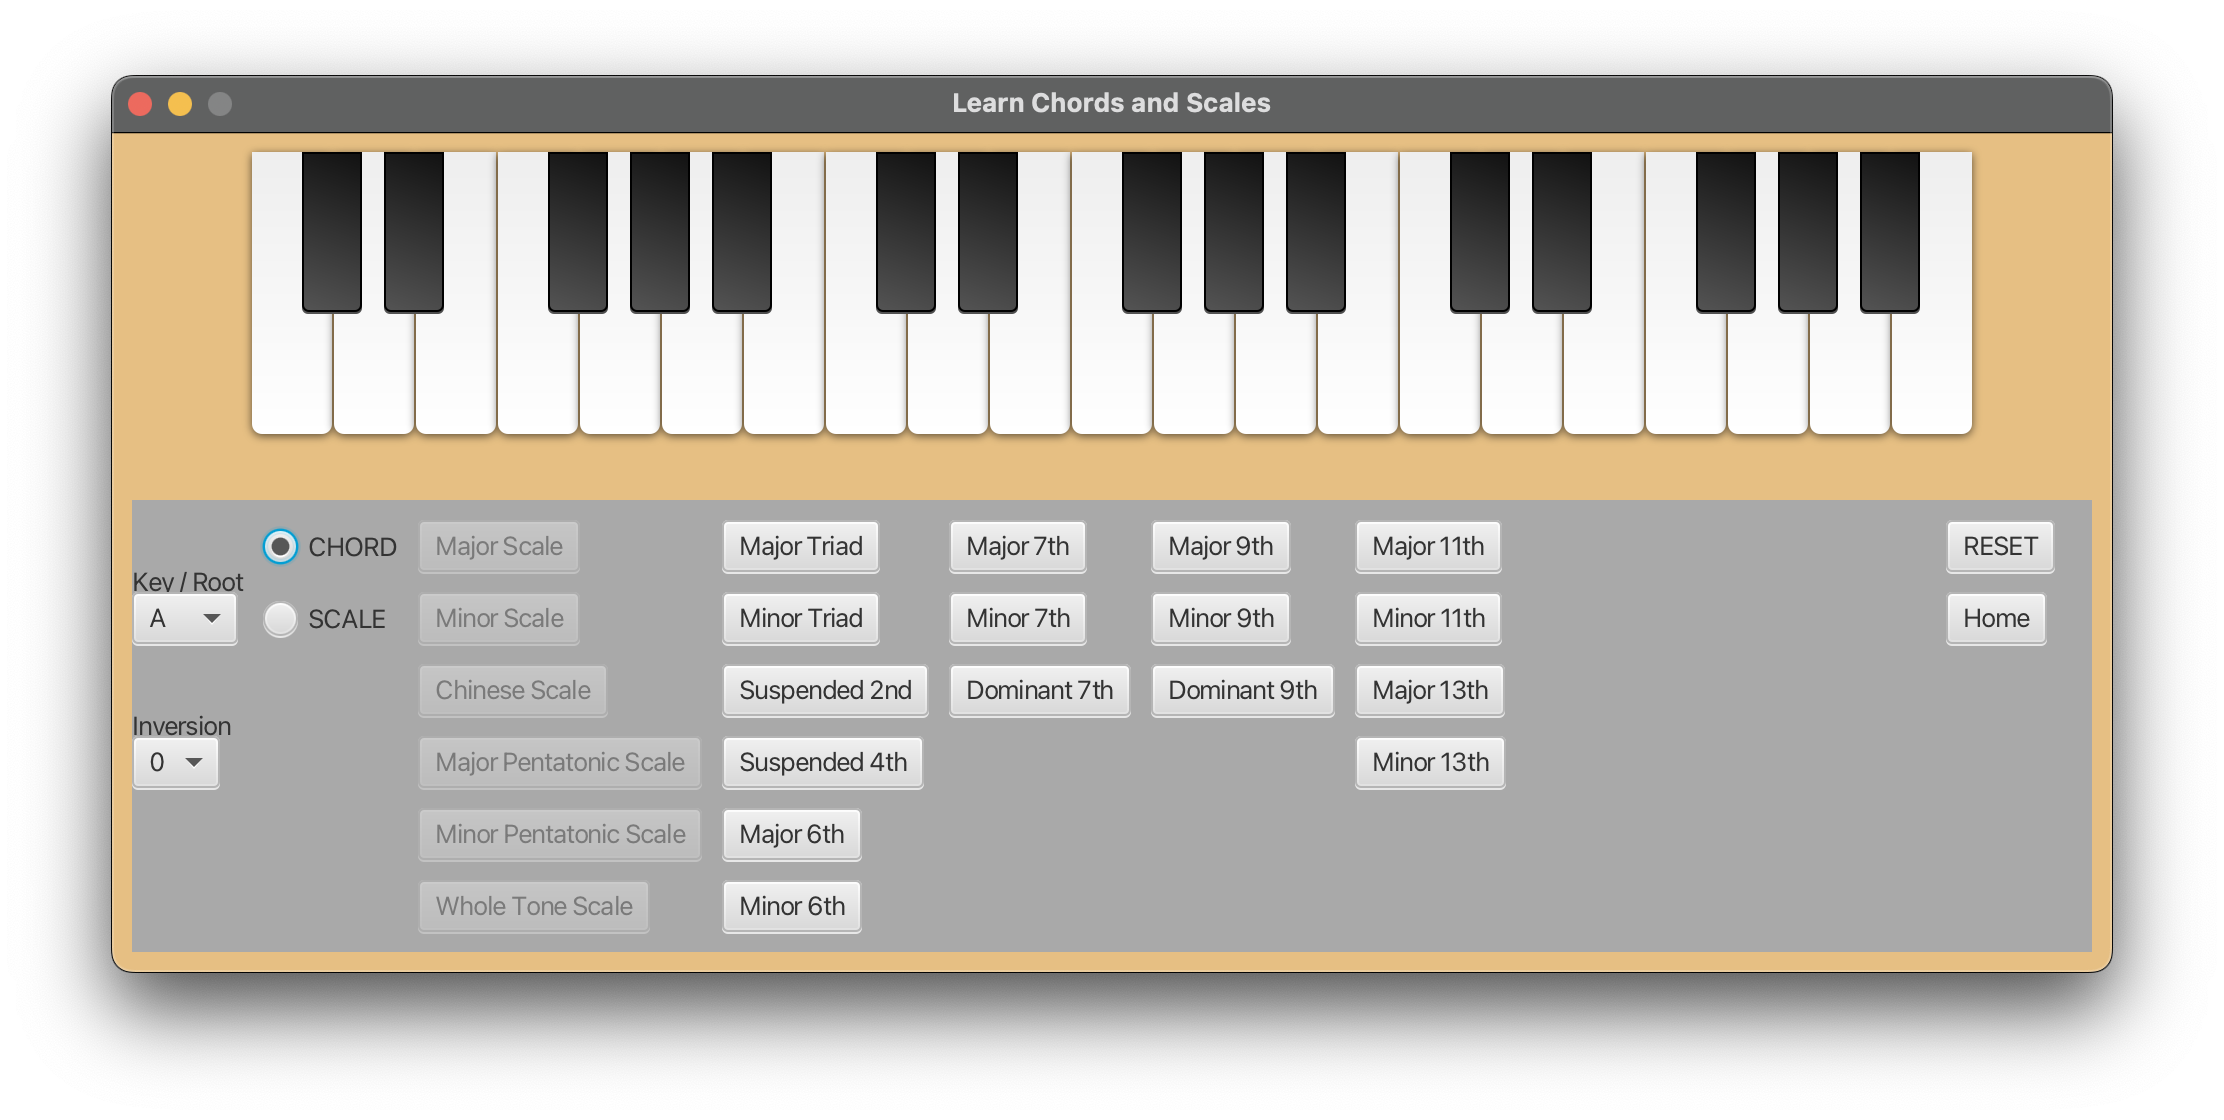 Learn Chords and Scales
Key / Root
A
Inversion
0
CHORD
SCALE
Major Scale
Minor Scale
Chinese Scale
Major Pentatonic Scale
Minor Pentatonic Scale
Whole Tone Scale
Major Triad
Minor Triad
Suspended 2nd
Suspended 4th
Major 6th
Minor 6th
Major 7th
Minor 7th
Dominant 7th
Major 9th
Minor 9th
Dominant 9th
Major 11th
Minor 11th
Major 13th
Minor 13th
RESET
Home